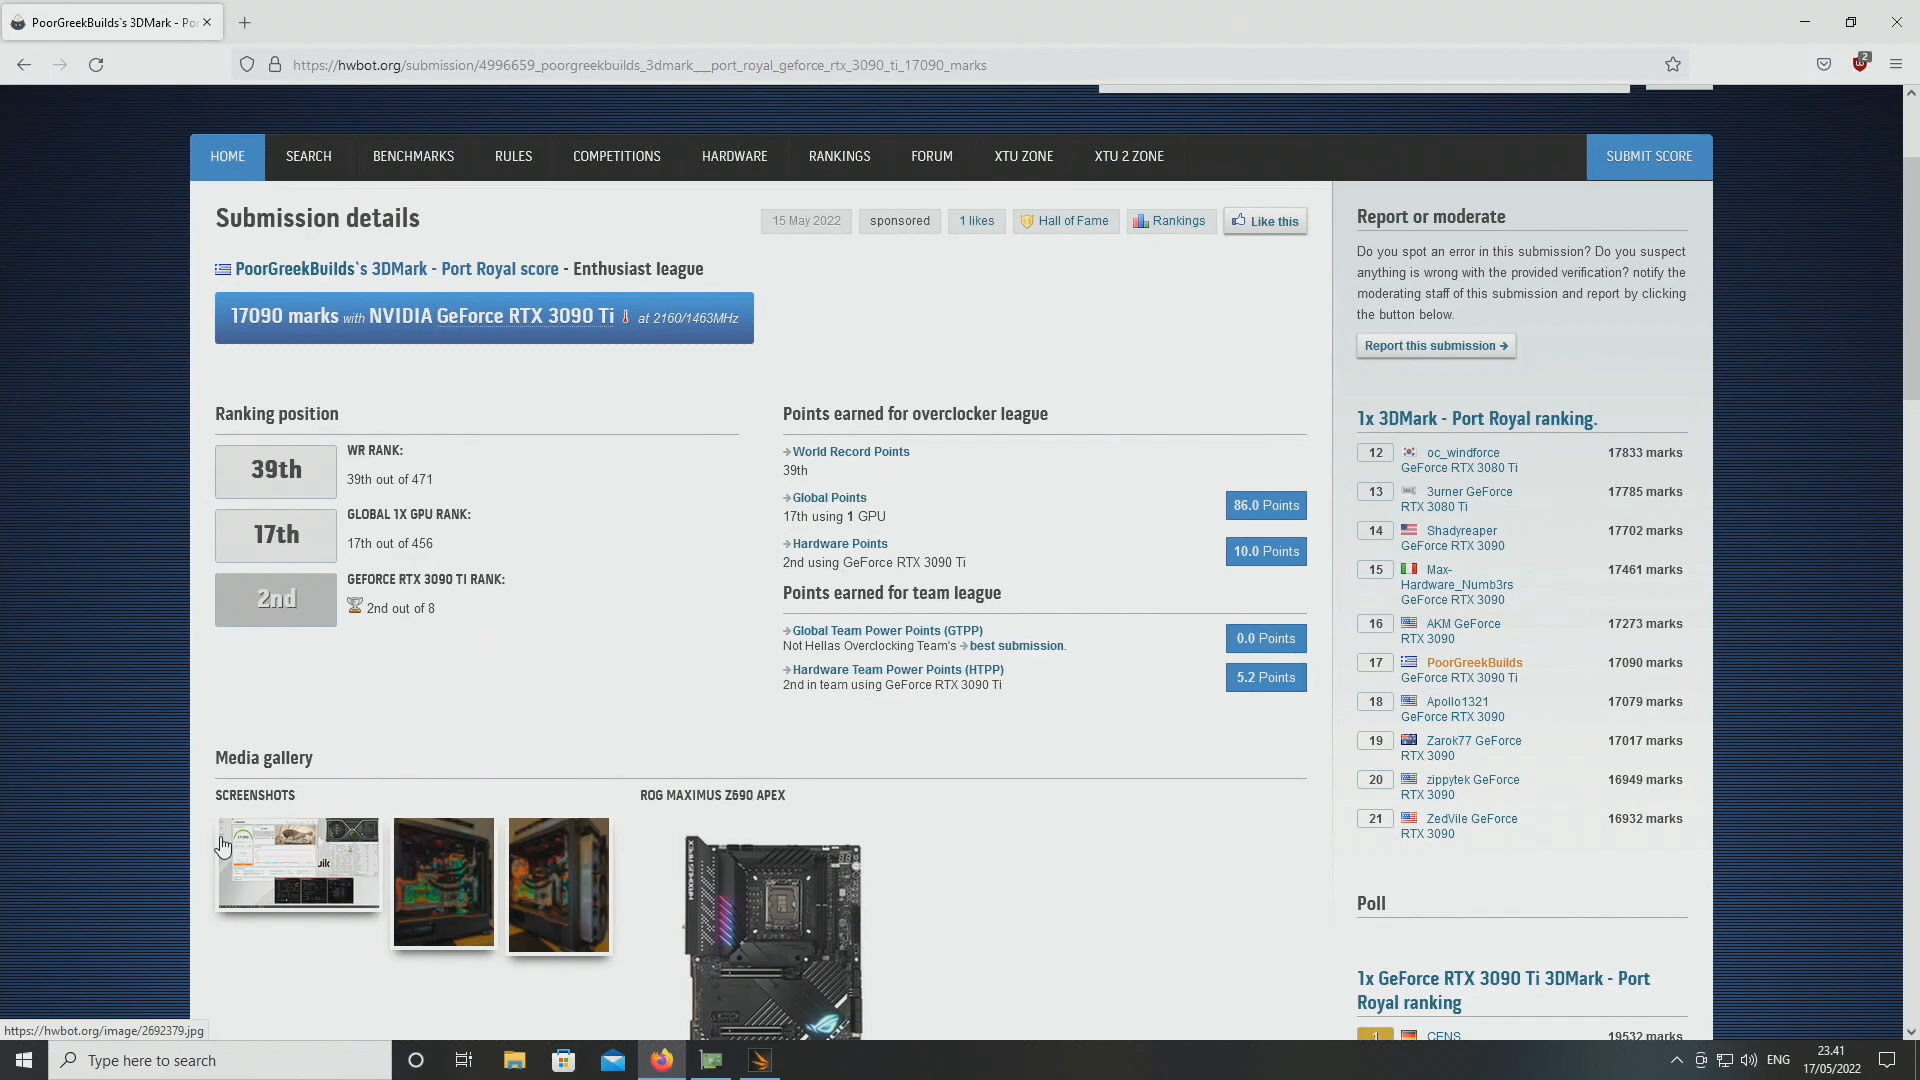 PoorGreekBuilds`s 3DMark - Po
https://hwbot.org/submission/4996659_poorgreekbuilds_3dmark___port_royal_geforce_rtx_3090_ti_17090_marks
2
HOME
SEARCH
BENCHMARKS
RULES
COMPETITIONS
HARDWARE
RANKINGS
FORUM
XTU ZONE
XTU 2 ZONE
SUBMIT SCORE
Submission details
15 May 2022
sponsored
1 likes
Hall of Fame
Rankings
Like this
PoorGreekBuilds`s 3DMark - Port Royal score - Enthusiast league
17090 marks with NVIDIA GeForce RTX 3090 Ti at 2160/1463MHz
Ranking position
39th
WR RANK:
39th out of 471
17th
GLOBAL 1X GPU RANK:
17th out of 456
2nd
GEFORCE RTX 3090 TI RANK:
2nd out of 8
Points earned for overclocker league
World Record Points
39th
Global Points
17th using 1 GPU
86.0 Points
Hardware Points
2nd using GeForce RTX 3090 Ti
10.0 Points
Points earned for team league
Global Team Power Points (GTPP)
Not Hellas Overclocking Team's best submission.
0.0 Points
Hardware Team Power Points (HTPP)
2nd in team using GeForce RTX 3090 Ti
5.2 Points
Media gallery
SCREENSHOTS
ROG MAXIMUS Z690 APEX
MAXIMUS APEX
Report or moderate
Do you spot an error in this submission? Do you suspect
anything is wrong with the provided verification? notify the
moderating staff of this submission and report by clicking
the button below.
Report this submission
1x 3DMark - Port Royal ranking.
12 oc_windforce 17833 marks
GeForce RTX 3080 Ti
13 3urner GeForce 17785 marks
RTX 3080 Ti
14 Shadyreaper 17702 marks
GeForce RTX 3090
15 Max- 17461 marks
Hardware_Numb3rs
GeForce RTX 3090
16 AKM GeForce 17273 marks
RTX 3090
17 PoorGreekBuilds 17090 marks
GeForce RTX 3090 Ti
18 Apollo1321 17079 marks
GeForce RTX 3090
19 Zarok77 GeForce 17017 marks
RTX 3090
20 zippytek GeForce 16949 marks
RTX 3090
21 ZedVile GeForce 16932 marks
RTX 3090
Poll
1x GeForce RTX 3090 Ti 3DMark - Port
Royal ranking
1 CENS 19532 marks
https://hwbot.org/image/2692379.jpg
Type here to search
ENG
23.41
17/05/2022